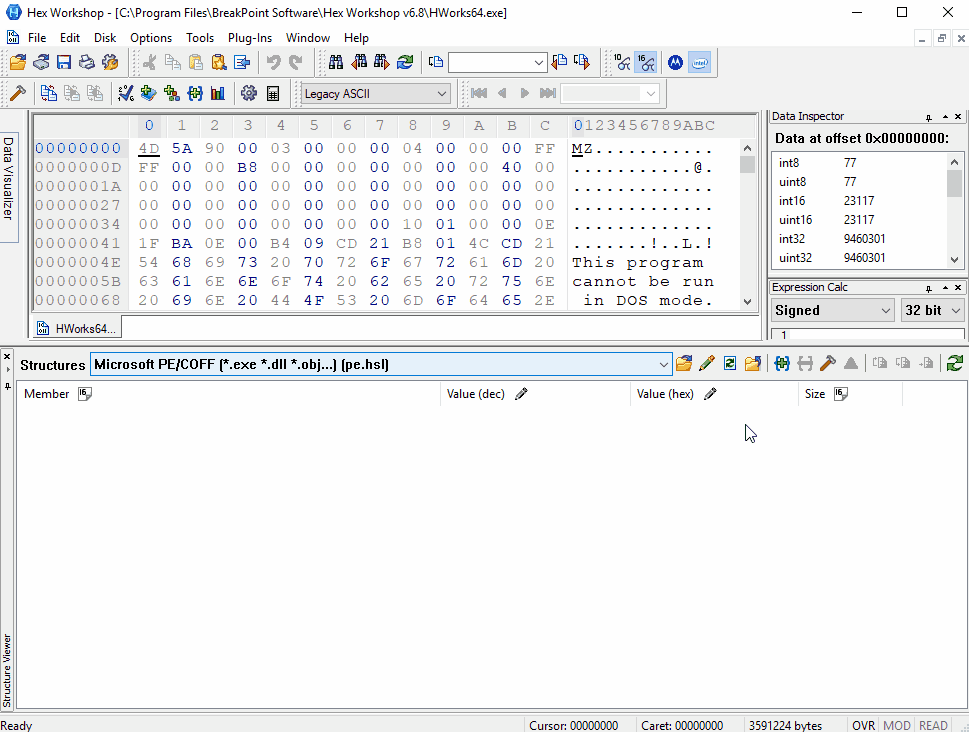 Hex Workshop - [C:\Program Files\BreakPoint Software\Hex Workshop v6.8\HWorks64.exe]
File Edit Disk Options Tools Plug-Ins Window Help
10 16 intel
Legacy ASCII
Data Visualizer
0 1 2 3 4 5 6 7 8 9 A B C 0123456789ABC
00000000 4D 5A 90 00 03 00 00 00 04 00 00 00 FF MZ...........
0000000D FF 00 00 B8 00 00 00 00 00 00 00 40 00 ...........@.
0000001A 00 00 00 00 00 00 00 00 00 00 00 00 00 .............
00000027 00 00 00 00 00 00 00 00 00 00 00 00 00 .............
00000034 00 00 00 00 00 00 00 00 10 01 00 00 0E .............
00000041 1F BA 0E 00 B4 09 CD 21 B8 01 4C CD 21 .......!..L.!
0000004E 54 68 69 73 20 70 72 6F 67 72 61 6D 20 This program
0000005B 63 61 6E 6E 6F 74 20 62 65 20 72 75 6E cannot be run
00000068 20 69 6E 20 44 4F 53 20 6D 6F 64 65 2E in DOS mode.
HWorks64...
Data Inspector
Data at offset 0x00000000:
int8 77
uint8 77
int16 23117
uint16 23117
int32 9460301
uint32 9460301
Expression Calc
Signed 32 bit
1
Structures Microsoft PE/COFF (*.exe *.dll *.obj...) (pe.hsl)
Member 16 Value (dec) Value (hex) Size 16
Structure Viewer
Ready Cursor: 00000000 Caret: 00000000 3591224 bytes OVR MOD READ